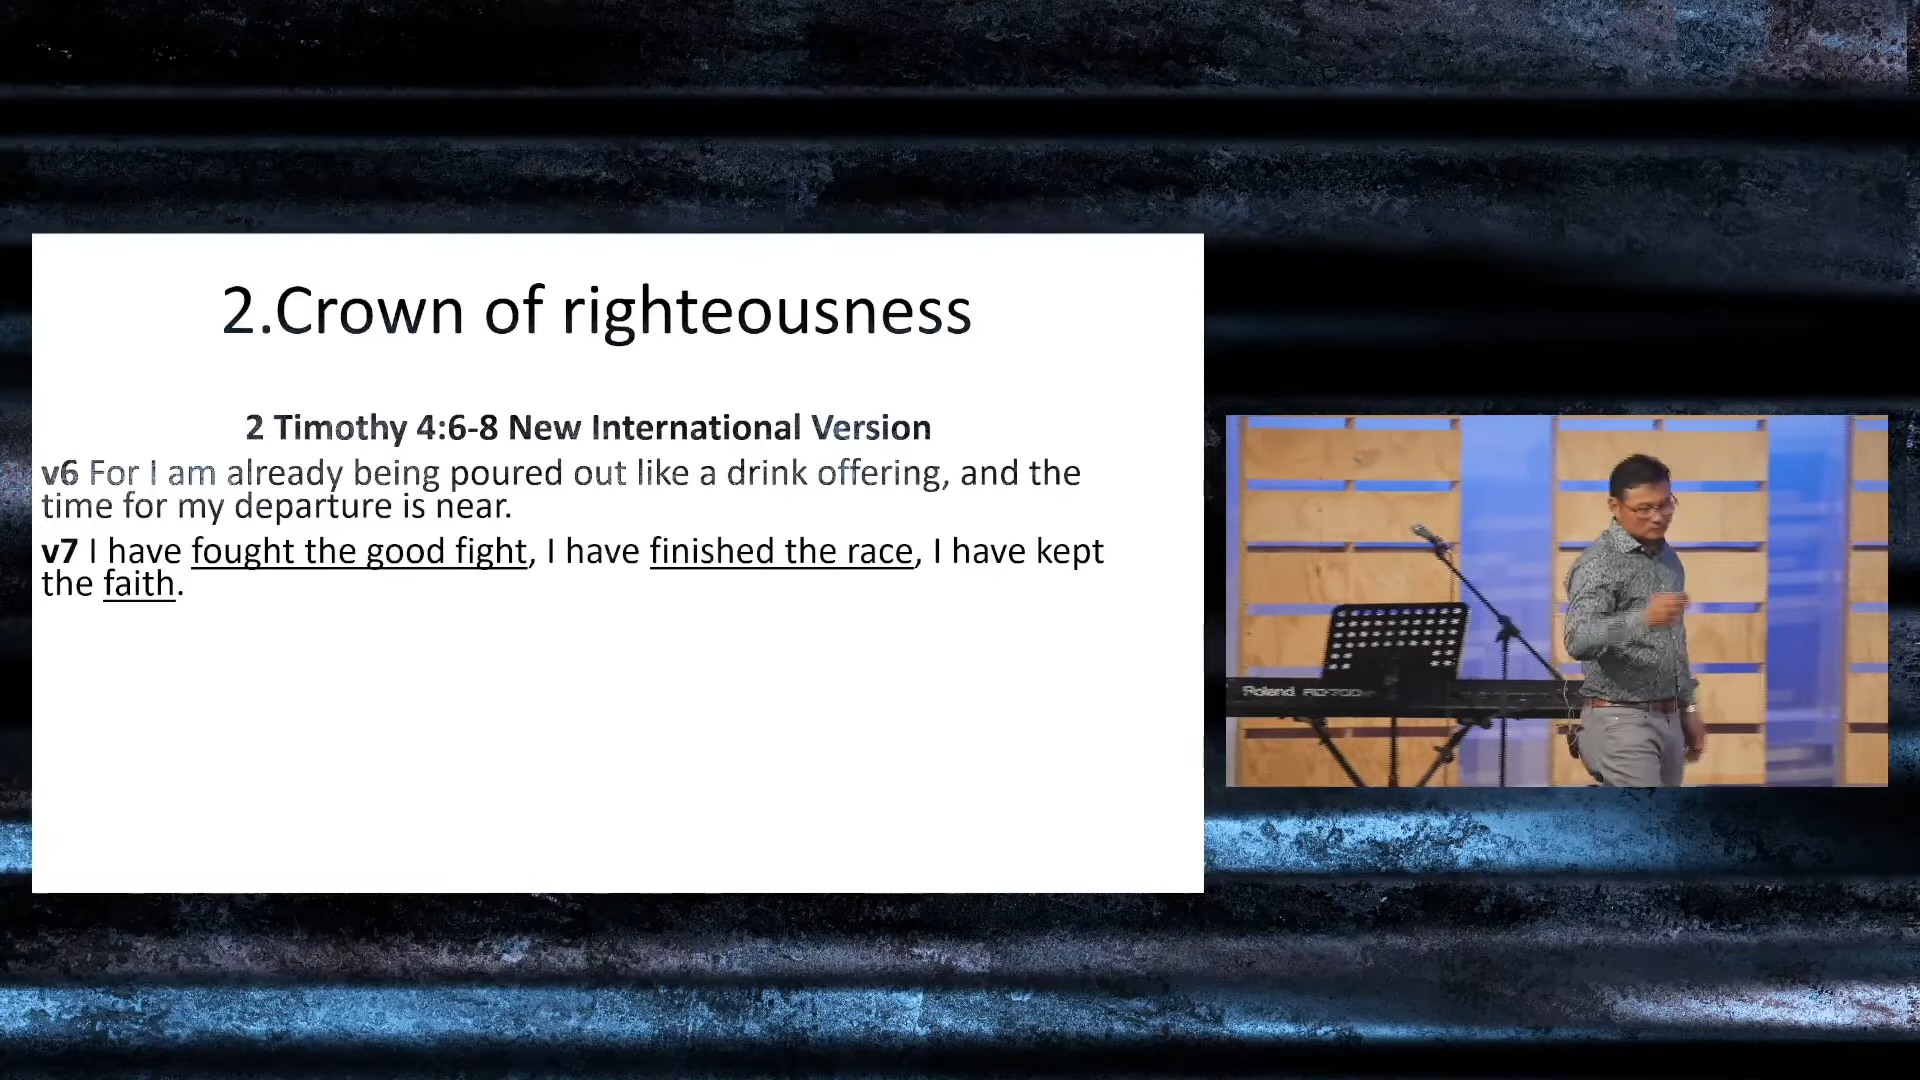 2.Crown of righteousness
2 Timothy 4:6-8 New International Version
v6 For I am already being poured out like a drink offering, and the
time for my departure is near.
v7 I have fought the good fight, I have finished the race, I have kept
the faith.
Roland